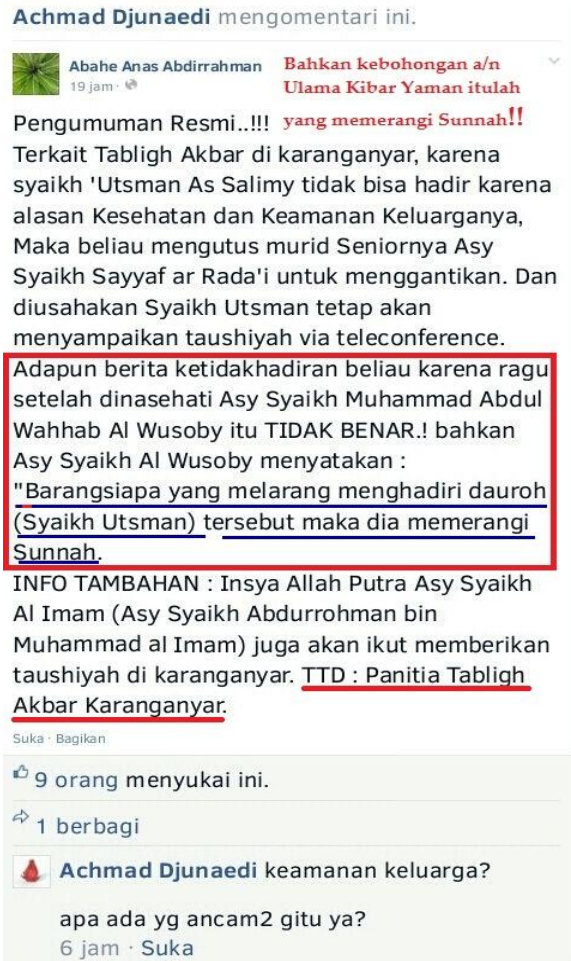 Achmad Djunaedi mengomentari ini.
Abahe Anas Abdirrahman
19 jam ·
Bahkan kebohongan a/n
Ulama Kibar Yaman itulah
yang memerangi Sunnah!!
Pengumuman Resmi..!!!
Terkait Tabligh Akbar di karanganyar, karena
syaikh 'Utsman As Salimy tidak bisa hadir karena
alasan Kesehatan dan Keamanan Keluarganya,
Maka beliau mengutus murid Seniornya Asy
Syaikh Sayyaf ar Rada'i untuk menggantikan. Dan
diusahakan Syaikh Utsman tetap akan
menyampaikan taushiyah via teleconference.
Adapun berita ketidakhadiran beliau karena ragu
setelah dinasehati Asy Syaikh Muhammad Abdul
Wahhab Al Wusoby itu TIDAK BENAR.! bahkan
Asy Syaikh Al Wusoby menyatakan :
"Barangsiapa yang melarang menghadiri dauroh
(Syaikh Utsman) tersebut maka dia memerangi
Sunnah.
INFO TAMBAHAN : Insya Allah Putra Asy Syaikh
Al Imam (Asy Syaikh Abdurrohman bin
Muhammad al Imam) juga akan ikut memberikan
taushiyah di karanganyar. TTD : Panitia Tabligh
Akbar Karanganyar.
Suka · Bagikan
9 orang menyukai ini.
1 berbagi
Achmad Djunaedi keamanan keluarga?
apa ada yg ancam2 gitu ya?
6 jam · Suka